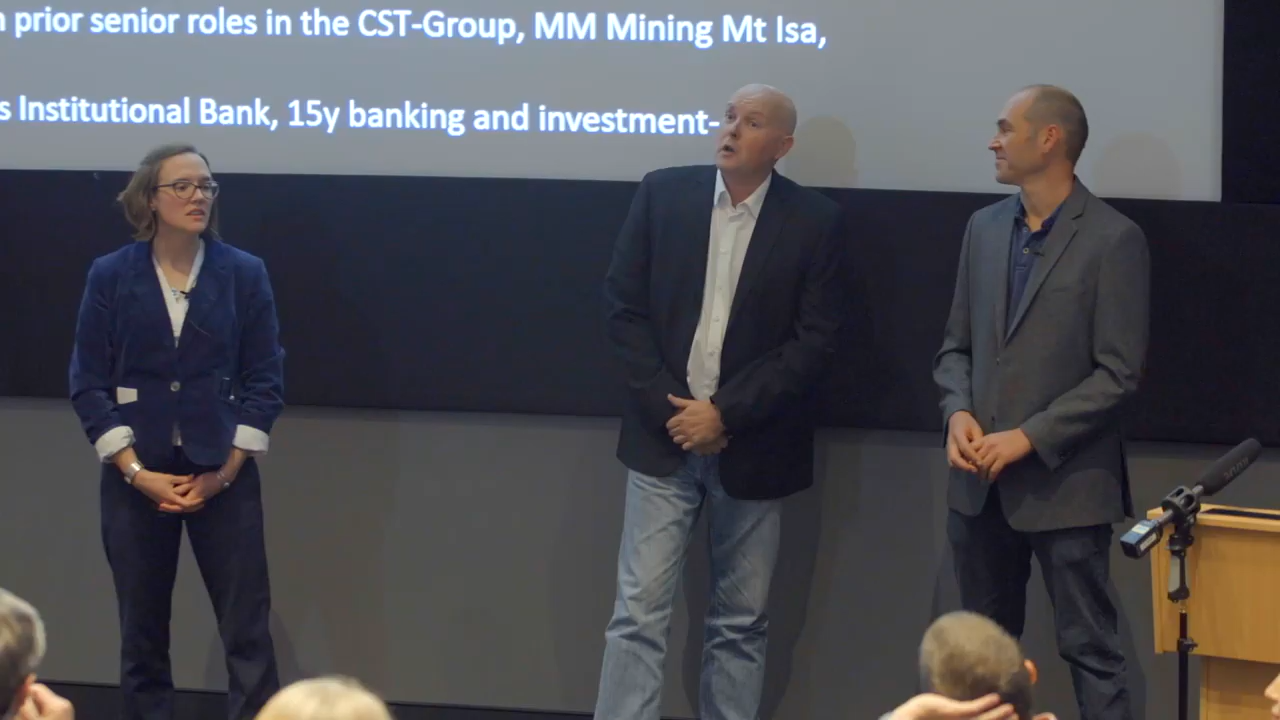 prior senior roles in the CST-Group, MM Mining Mt Isa,
s Institutional Bank, 15y banking and investment-